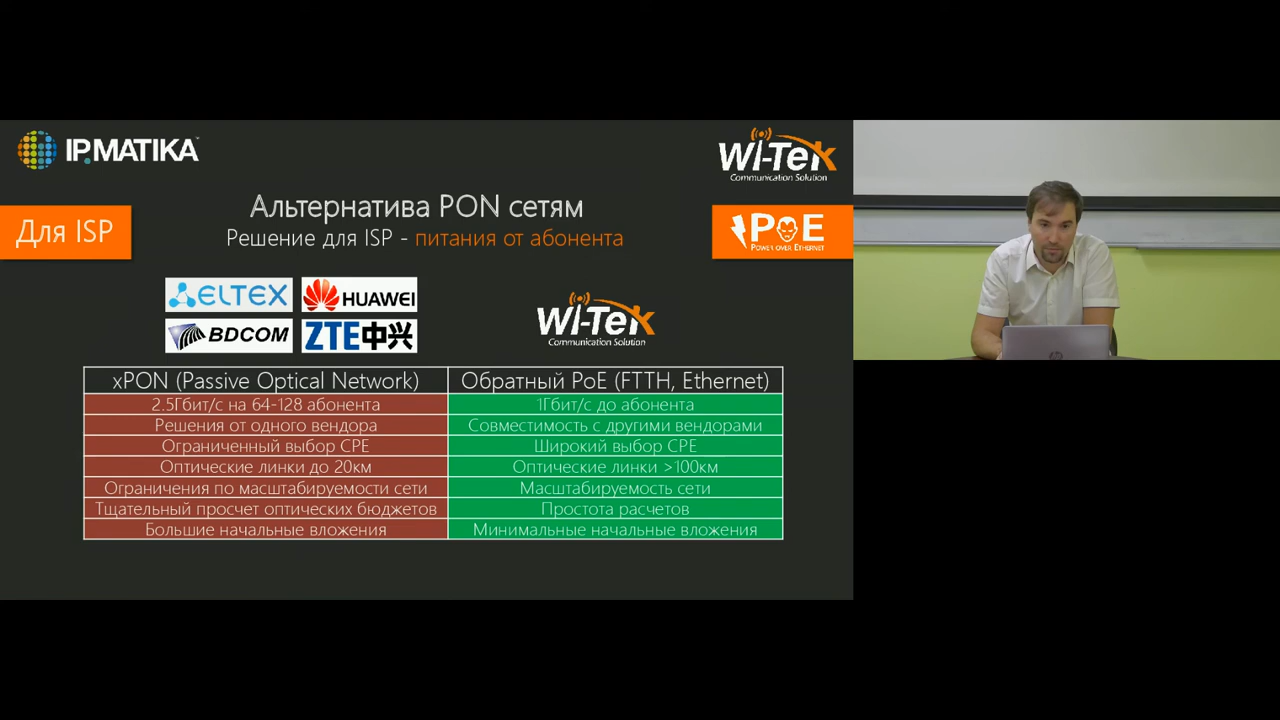 IPMATIKA
Wi-Tek
Communication Solution
Альтернатива PON сетям
Решение для ISP - питания от абонента
Для ISP
PoE
Power over Ethernet
ELTEX
HUAWEI
BDCOM
ZTE中兴
Wi-Tek
Communication Solution
xPON (Passive Optical Network)
Обратный PoE (FTTH, Ethernet)
2.5Гбит/с на 64-128 абонента
1Гбит/с до абонента
Решения от одного вендора
Совместимость с другими вендорами
Ограниченный выбор CPE
Широкий выбор CPE
Оптические линки до 20км
Оптические линки >100км
Ограничения по масштабируемости сети
Масштабируемость сети
Тщательный просчет оптических бюджетов
Простота расчетов
Большие начальные вложения
Минимальные начальные вложения
hp